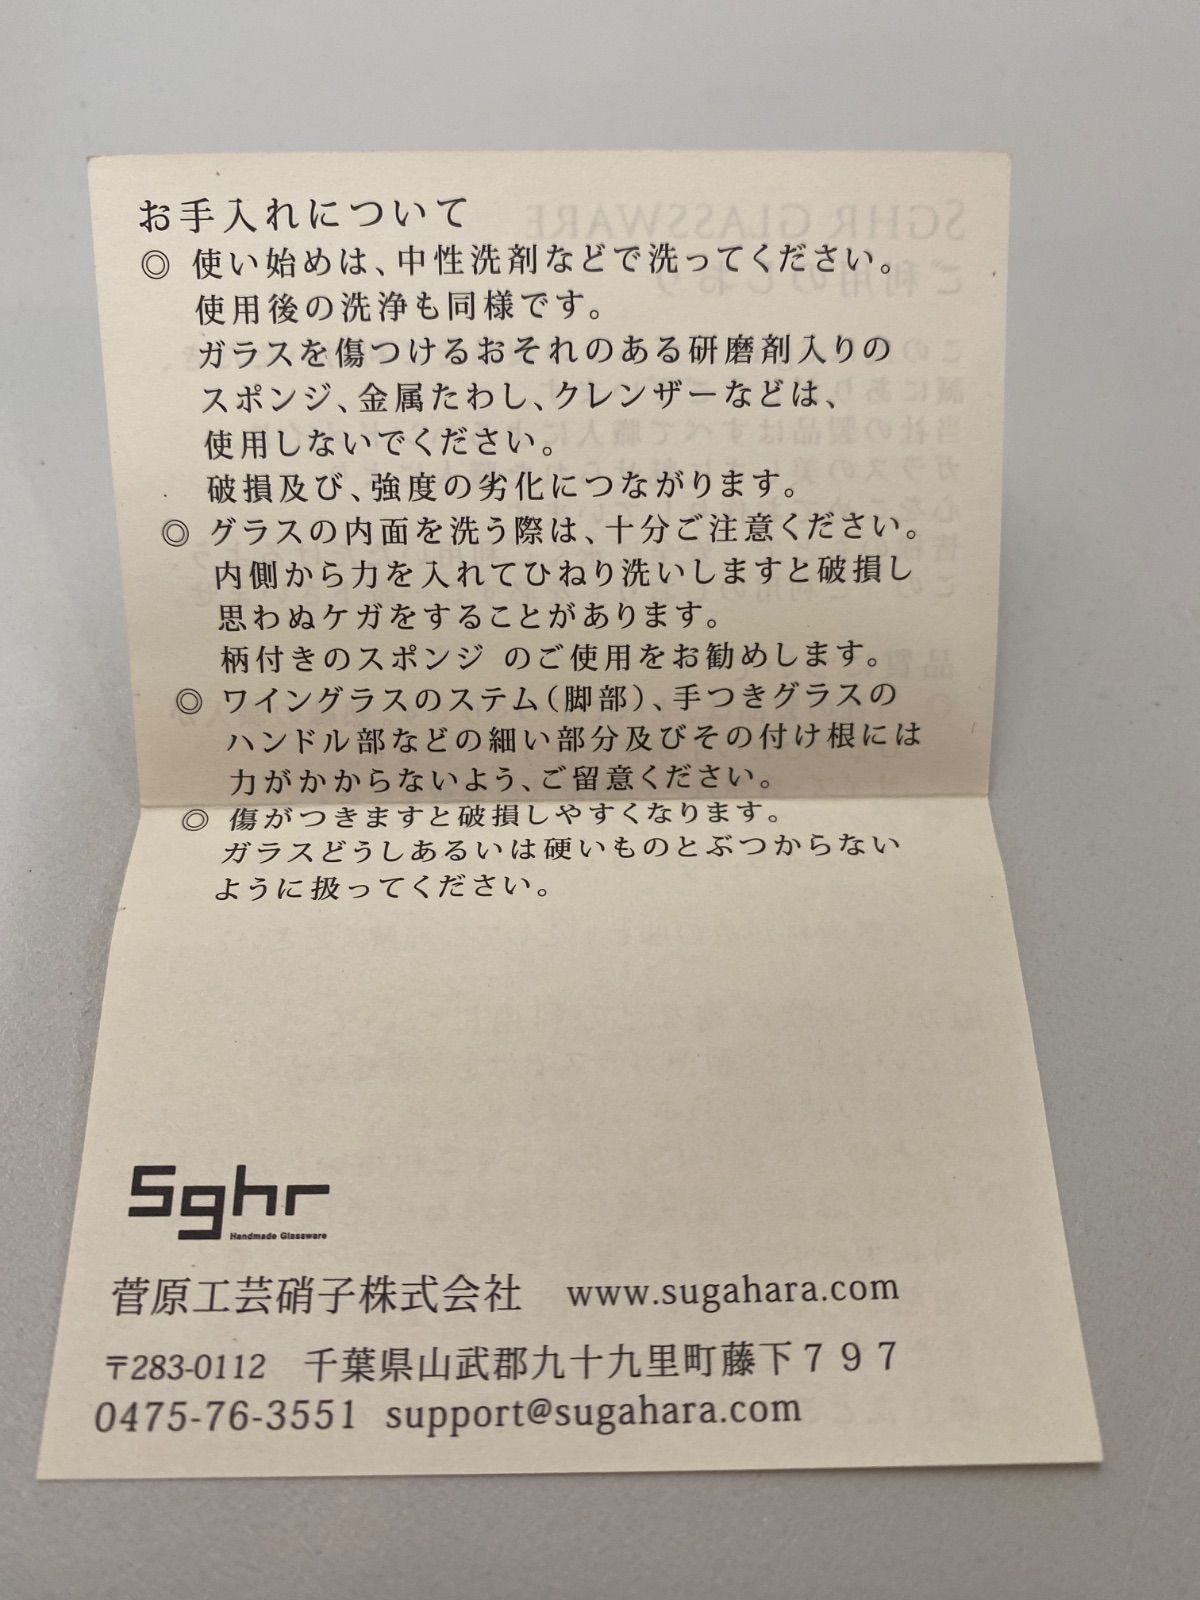 お手入れについて
◎ 使い始めは、中性洗剤などで洗ってください。
使用後の洗浄も同様です。
ガラスを傷つけるおそれのある研磨剤入りの
スポンジ、金属たわし、クレンザーなどは、
使用しないでください。
破損及び、強度の劣化につながります。
◎ グラスの内面を洗う際は、十分ご注意ください。
内側から力を入れてひねり洗いしますと破損し
思わぬケガをすることがあります。
柄付きのスポンジ のご使用をお勧めします。
◎ ワイングラスのステム（脚部）、手つきグラスの
ハンドル部などの細い部分及びその付け根には
力がかからないよう、ご留意ください。
◎ 傷がつきますと破損しやすくなります。
ガラスどうしあるいは硬いものとぶつからない
ように扱ってください。
Sghr
Handmade Glassware
菅原工芸硝子株式会社 www.sugahara.com
〒283-0112 千葉県山武郡九十九里町藤下７９７
0475-76-3551 support@sugahara.com
SGHR GLASSWARE
ご利用のしおり